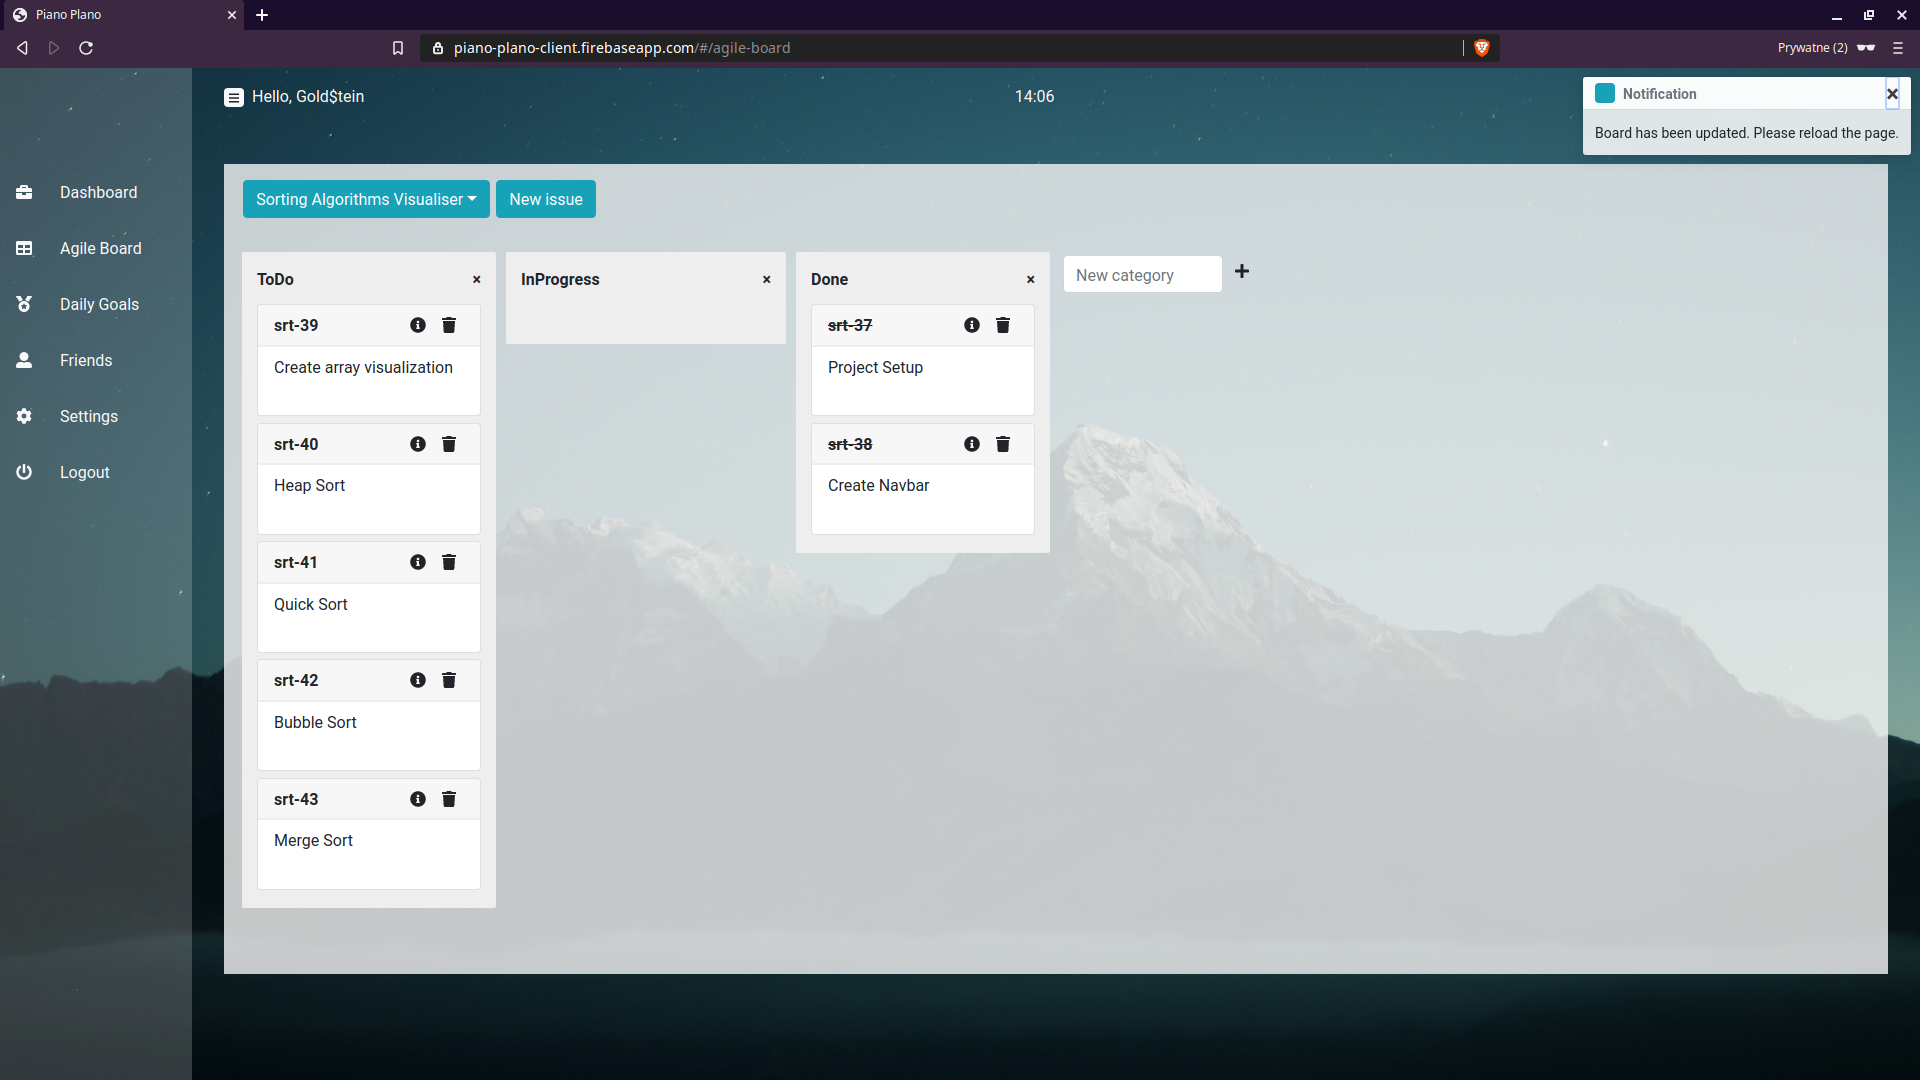 Piano Plano
piano-plano-client.firebaseapp.com/#/agile-board
Prywatne (2)
Hello, Gold$tein
14:06
Notification
Board has been updated. Please reload the page.
Dashboard
Agile Board
Daily Goals
Friends
Settings
Logout
Sorting Algorithms Visualiser
New issue
ToDo ×
srt-39
Create array visualization
srt-40
Heap Sort
srt-41
Quick Sort
srt-42
Bubble Sort
srt-43
Merge Sort
InProgress ×
Done ×
srt-37
Project Setup
srt-38
Create Navbar
New category